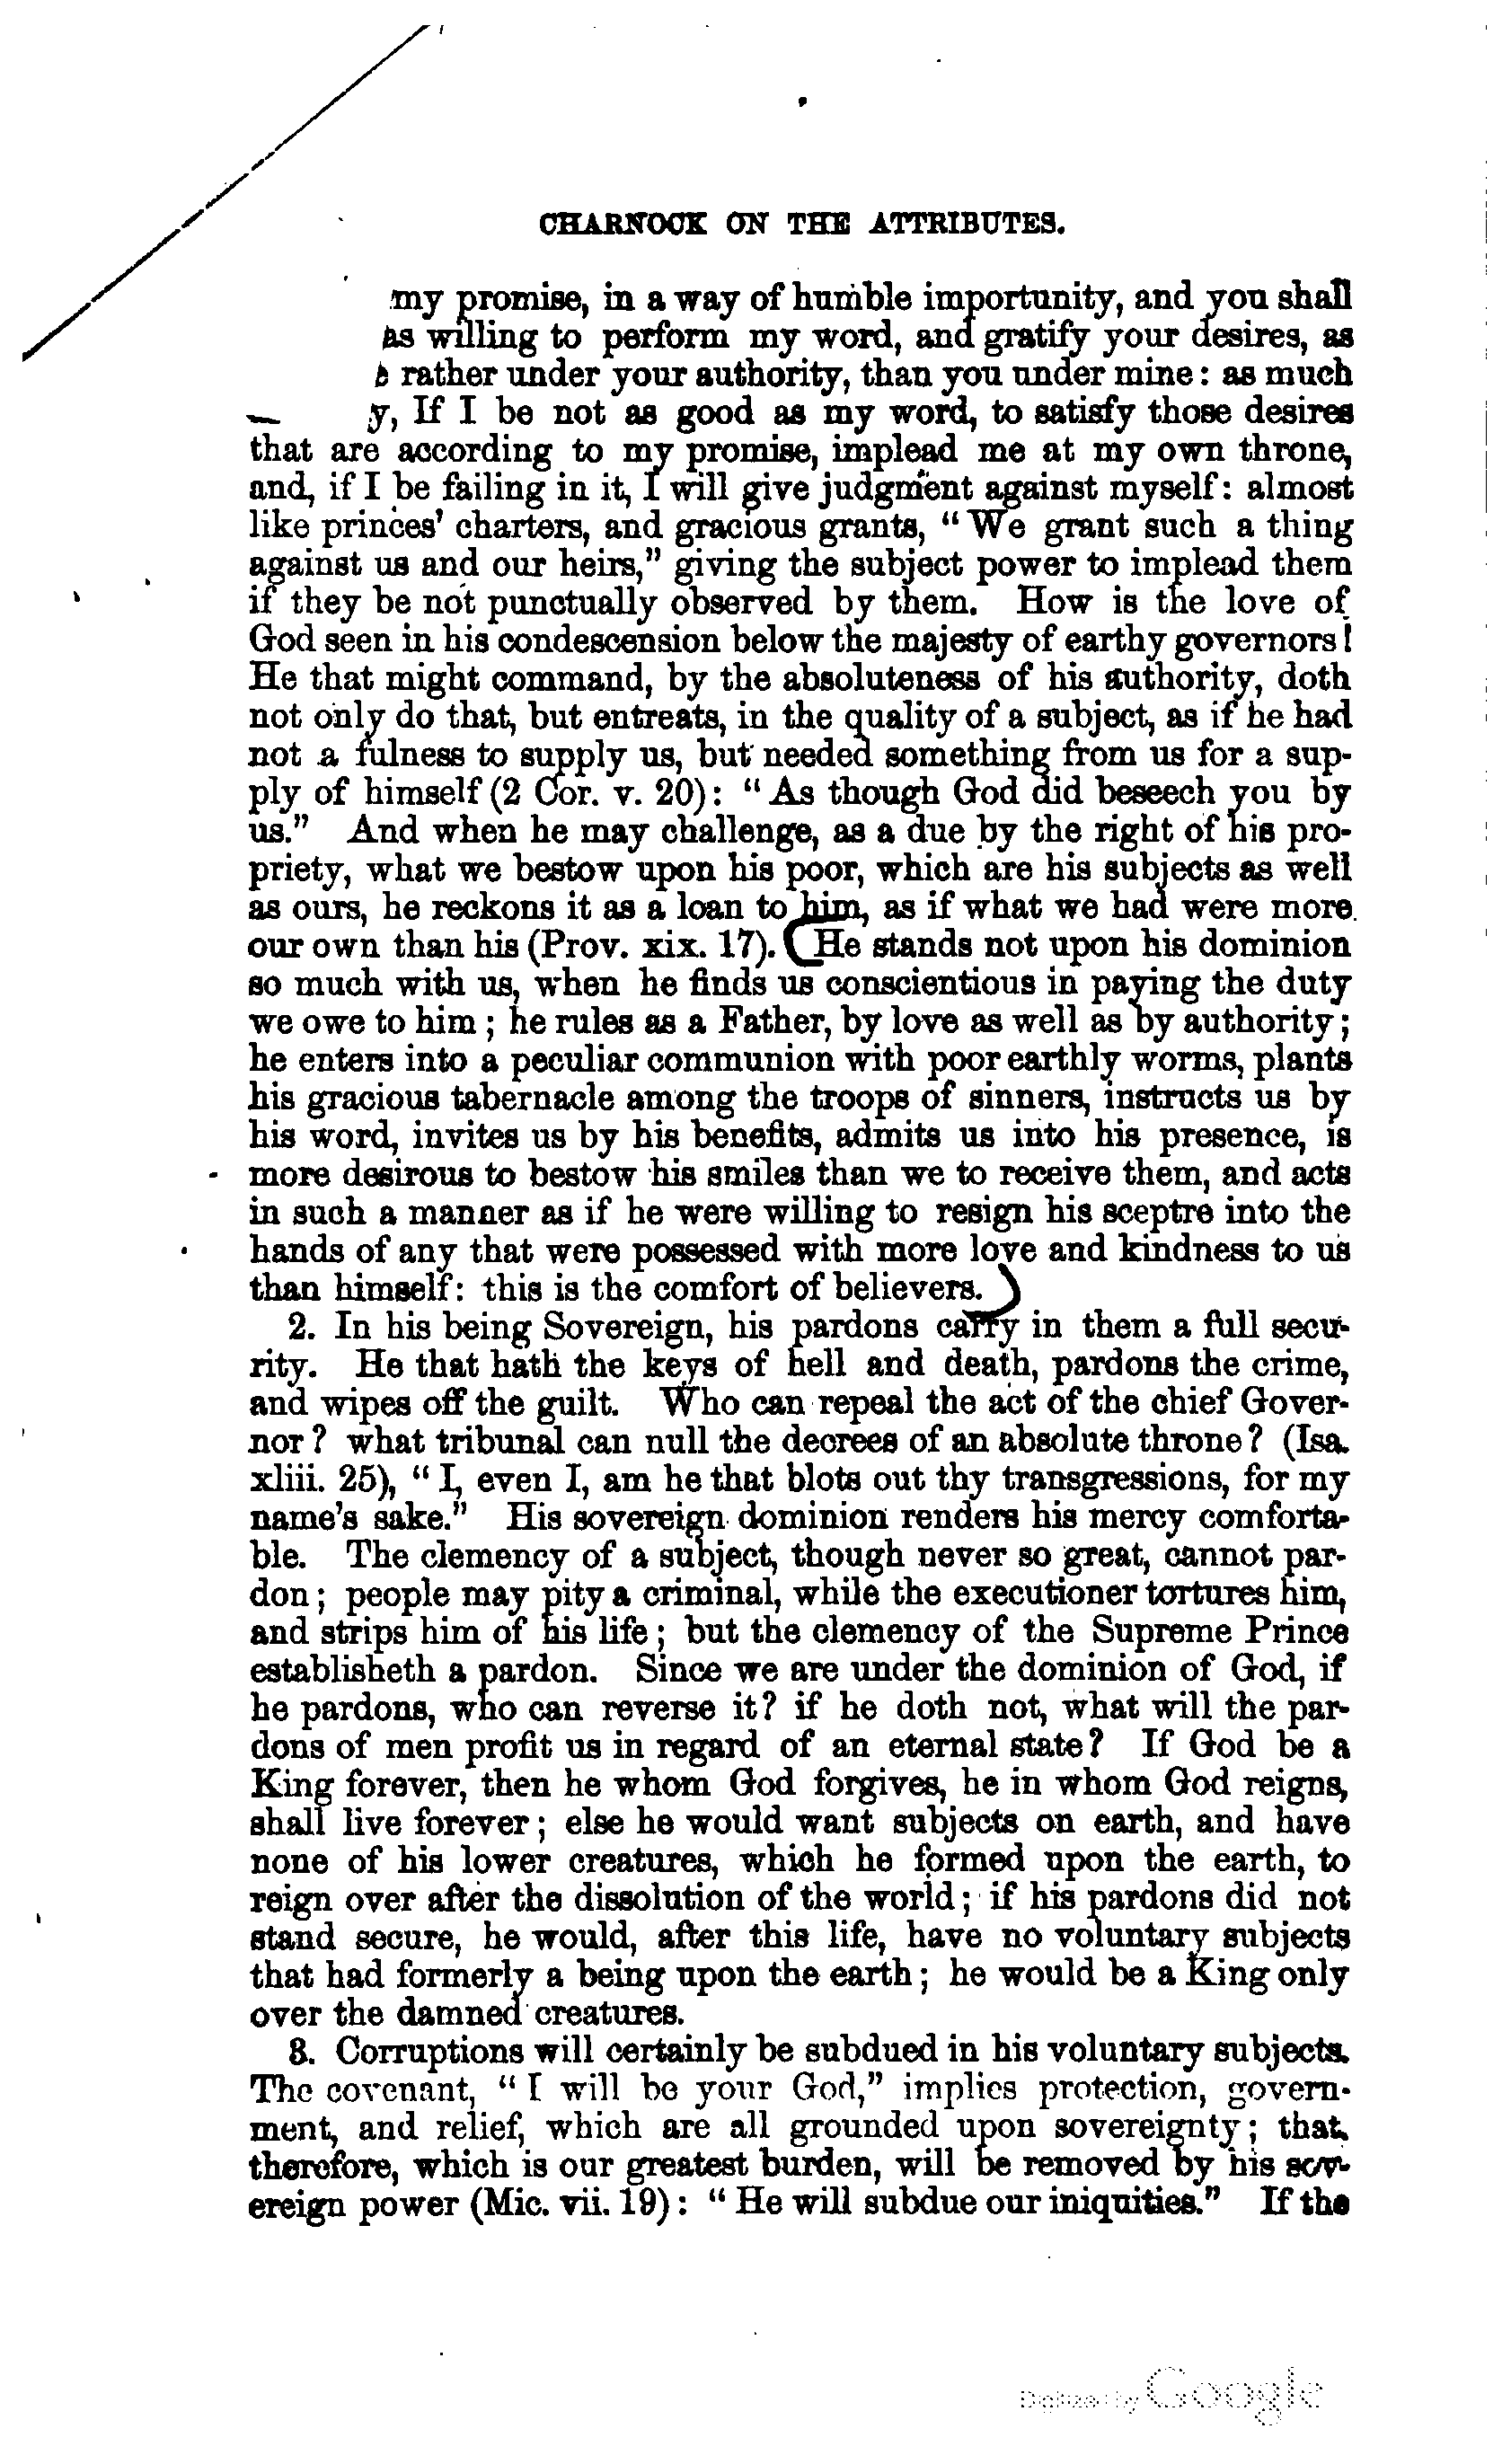 CHARNOCK ON THE ATTRIBUTES.
my promise, in a way of humble importunity, and you shall
as willing to perform my word, and gratify your desires, as
rather under your authority, than you under mine: as much
y, If I be not as good as my word, to satisfy those desires
that are according to my promise, implead me at my own throne,
and, if I be failing in it, I will give judgment against myself: almost
like princes' charters, and gracious grants, "We grant such a thing
against us and our heirs," giving the subject power to implead them
if they be not punctually observed by them. How is the love of
God seen in his condescension below the majesty of earthy governors!
He that might command, by the absoluteness of his authority, doth
not only do that, but entreats, in the quality of a subject, as if he had
not a fulness to supply us, but needed something from us for a sup-
ply of himself (2 Cor. v. 20): "As though God did beseech you by
us." And when he may challenge, as a due by the right of his pro-
priety, what we bestow upon his poor, which are his subjects as well
as ours, he reckons it as a loan to him, as if what we had were more
our own than his (Prov. xix. 17). (He stands not upon his dominion
so much with us, when he finds us conscientious in paying the duty
we owe to him; he rules as a Father, by love as well as by authority;
he enters into a peculiar communion with poor earthly worms, plants
his gracious tabernacle among the troops of sinners, instructs us by
his word, invites us by his benefits, admits us into his presence, is
more desirous to bestow his smiles than we to receive them, and acts
in such a manner as if he were willing to resign his sceptre into the
hands of any that were possessed with more love and kindness to us
than himself: this is the comfort of believers.)
2. In his being Sovereign, his pardons carry in them a full secu-
rity. He that hath the keys of hell and death, pardons the crime,
and wipes off the guilt. Who can repeal the act of the chief Gover-
nor? what tribunal can null the decrees of an absolute throne? (Isa.
xliii. 25), "I, even I, am he that blots out thy transgressions, for my
name's sake." His sovereign dominion renders his mercy comforta-
ble. The clemency of a subject, though never so great, cannot par-
don; people may pity a criminal, while the executioner tortures him,
and strips him of his life; but the clemency of the Supreme Prince
establisheth a pardon. Since we are under the dominion of God, if
he pardons, who can reverse it? if he doth not, what will the par-
dons of men profit us in regard of an eternal state? If God be a
King forever, then he whom God forgives, he in whom God reigns,
shall live forever; else he would want subjects on earth, and have
none of his lower creatures, which he formed upon the earth, to
reign over after the dissolution of the world; if his pardons did not
stand secure, he would, after this life, have no voluntary subjects
that had formerly a being upon the earth; he would be a King only
over the damned creatures.
3. Corruptions will certainly be subdued in his voluntary subjects.
The covenant, "I will be your God," implies protection, govern-
ment, and relief, which are all grounded upon sovereignty; that,
therefore, which is our greatest burden, will be removed by his sov-
ereign power (Mic. vii. 19): "He will subdue our iniquities." If the
Digitized by Google